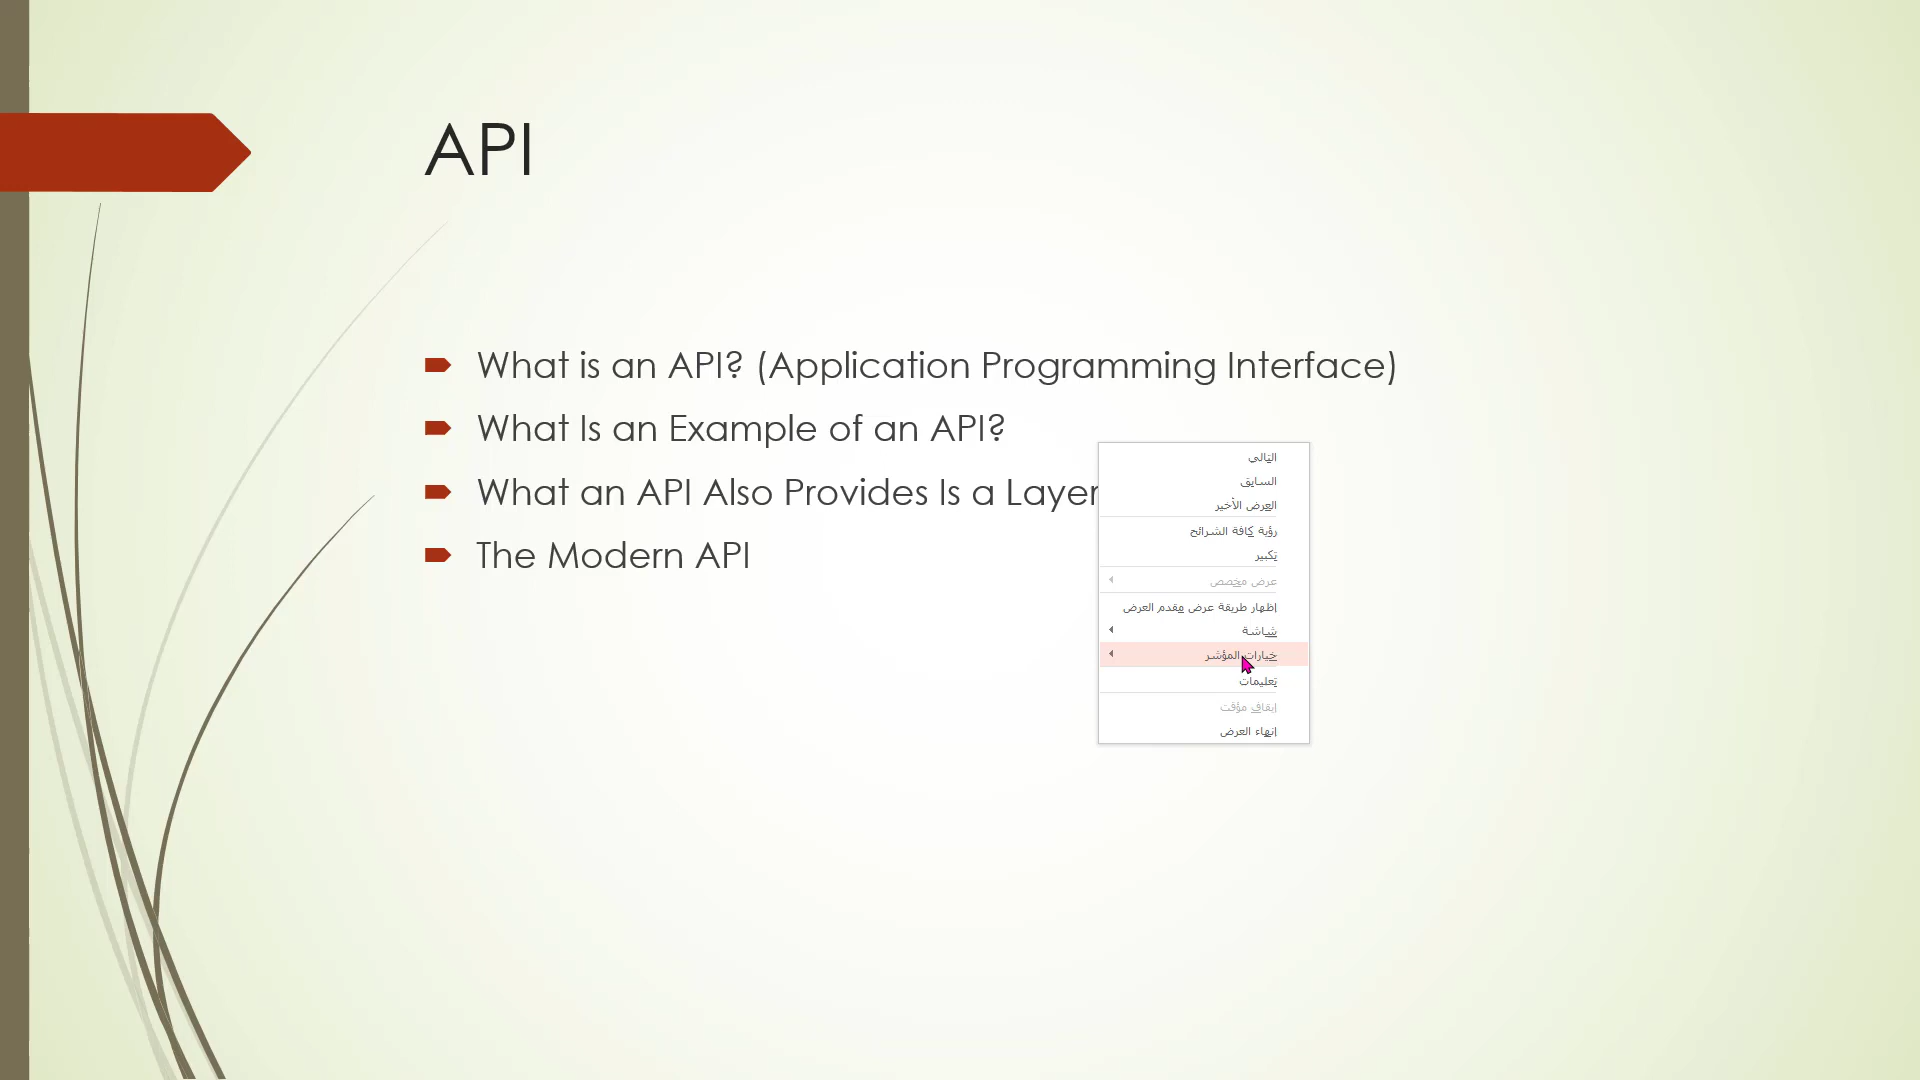 API
What is an API? (Application Programming Interface)
What Is an Example of an API?
What an API Also Provides Is a Layer
The Modern API
التالي
السابق
العرض الأخير
رؤية كافة الشرائح
تكبير
عرض مخصص
إظهار طريقة عرض مقدم العرض
شاشة
خيارات المؤشر
تعليمات
إيقاف مؤقت
إنهاء العرض